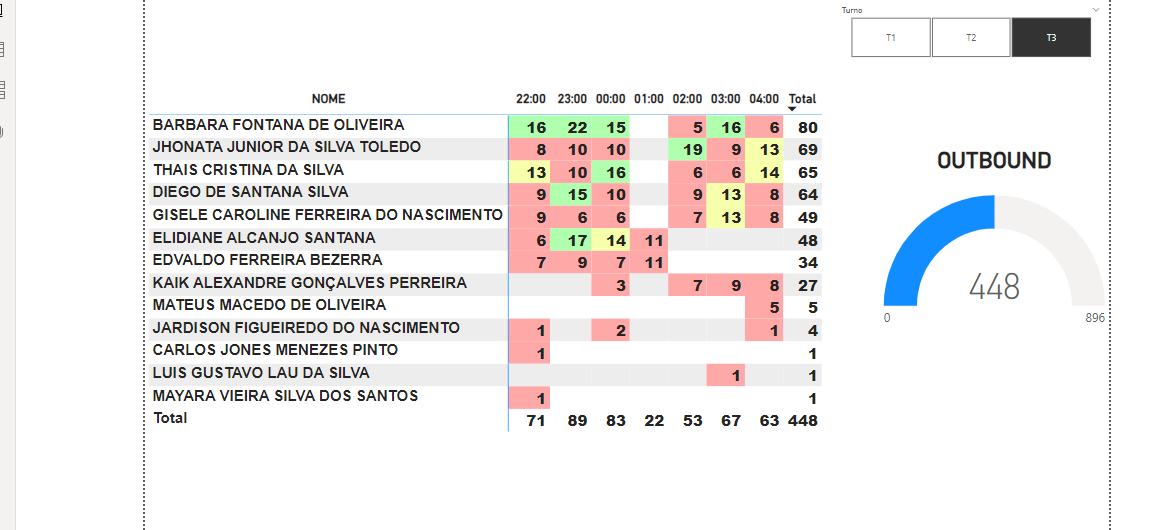 Turno
T1 T2 T3
NOME 22:00 23:00 00:00 01:00 02:00 03:00 04:00 Total
BARBARA FONTANA DE OLIVEIRA 16 22 15 5 16 6 80
JHONATA JUNIOR DA SILVA TOLEDO 8 10 10 19 9 13 69
THAIS CRISTINA DA SILVA 13 10 16 6 6 14 65
DIEGO DE SANTANA SILVA 9 15 10 9 13 8 64
GISELE CAROLINE FERREIRA DO NASCIMENTO 9 6 6 7 13 8 49
ELIDIANE ALCANJO SANTANA 6 17 14 11 48
EDVALDO FERREIRA BEZERRA 7 9 7 11 34
KAIK ALEXANDRE GONÇALVES PERREIRA 3 7 9 8 27
MATEUS MACEDO DE OLIVEIRA 5 5
JARDISON FIGUEIREDO DO NASCIMENTO 1 2 1 4
CARLOS JONES MENEZES PINTO 1 1
LUIS GUSTAVO LAU DA SILVA 1 1
MAYARA VIEIRA SILVA DOS SANTOS 1 1
Total 71 89 83 22 53 67 63 448
OUTBOUND
448
0 896